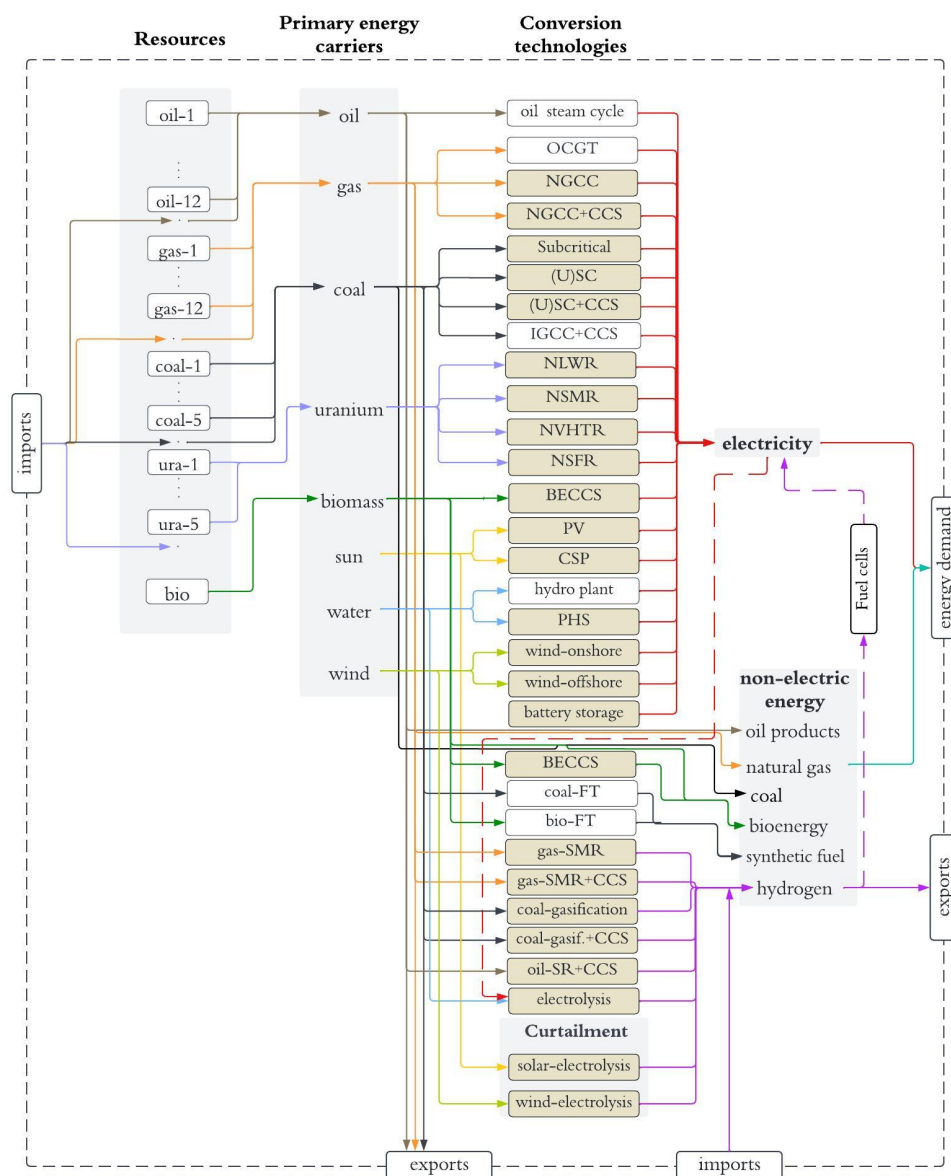 Resources
Primary energy
carriers
Conversion
technologies
oil-1
oil-12
gas-1
gas-12
coal-1
coal-5
ura-1
ura-5
bio
imports
oil
gas
coal
uranium
biomass
sun
water
wind
oil steam cycle
OCGT
NGCC
NGCC+CCS
Subcritical
(U)SC
(U)SC+CCS
IGCC+CCS
NLWR
NSMR
NVHTR
NSFR
BECCS
PV
CSP
hydro plant
PHS
wind-onshore
wind-offshore
battery storage
BECCS
coal-FT
bio-FT
gas-SMR
gas-SMR+CCS
coal-gasification
coal-gasif.+CCS
oil-SR+CCS
electrolysis
Curtailment
solar-electrolysis
wind-electrolysis
electricity
Fuel cells
energy demand
non-electric
energy
oil products
natural gas
coal
bioenergy
synthetic fuel
hydrogen
exports
exports
imports